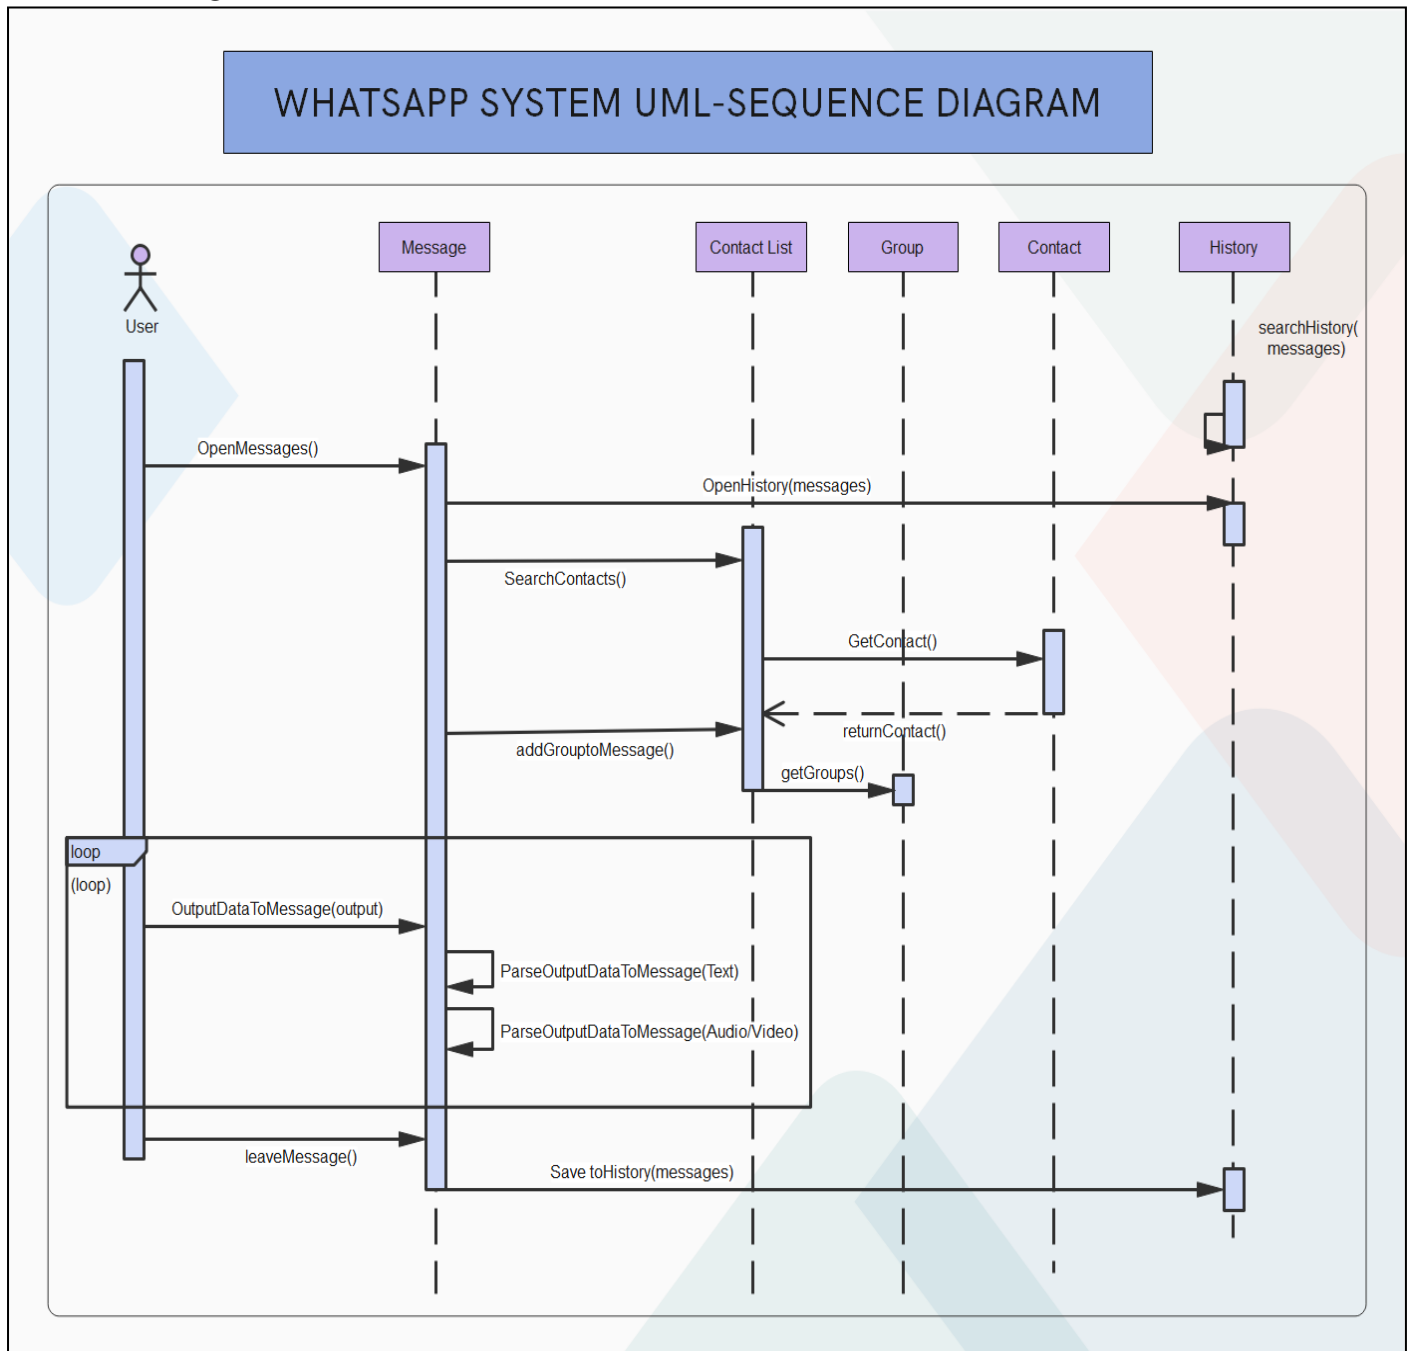 WHATSAPP SYSTEM UML-SEQUENCE DIAGRAM
Message
Contact List
Group
Contact
History
User
searchHistory(
messages)
OpenMessages()
OpenHistory(messages)
SearchContacts()
GetContact()
returnContact()
addGrouptoMessage()
getGroups()
loop
(loop)
OutputDataToMessage(output)
ParseOutputDataToMessage(Text)
ParseOutputDataToMessage(Audio/Video)
leaveMessage()
Save toHistory(messages)